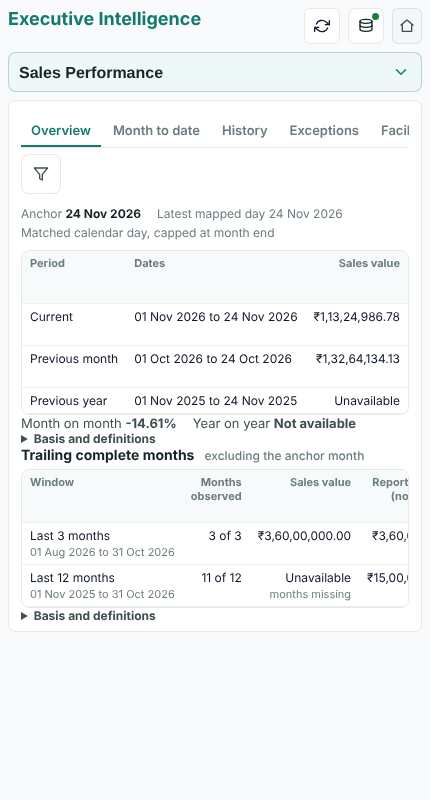 Executive Intelligence
Sales Performance
Overview Month to date History Exceptions Facil
Anchor 24 Nov 2026 Latest mapped day 24 Nov 2026
Matched calendar day, capped at month end
Period Dates Sales value
Current 01 Nov 2026 to 24 Nov 2026 ₹1,13,24,986.78
Previous month 01 Oct 2026 to 24 Oct 2026 ₹1,32,64,134.13
Previous year 01 Nov 2025 to 24 Nov 2025 Unavailable
Month on month -14.61% Year on year Not available
Basis and definitions
Trailing complete months excluding the anchor month
Window Months Sales value Report
observed (no
Last 3 months 3 of 3 ₹3,60,00,000.00 ₹3,60,
01 Aug 2026 to 31 Oct 2026
Last 12 months 11 of 12 Unavailable ₹15,00,
01 Nov 2025 to 31 Oct 2026 months missing
Basis and definitions